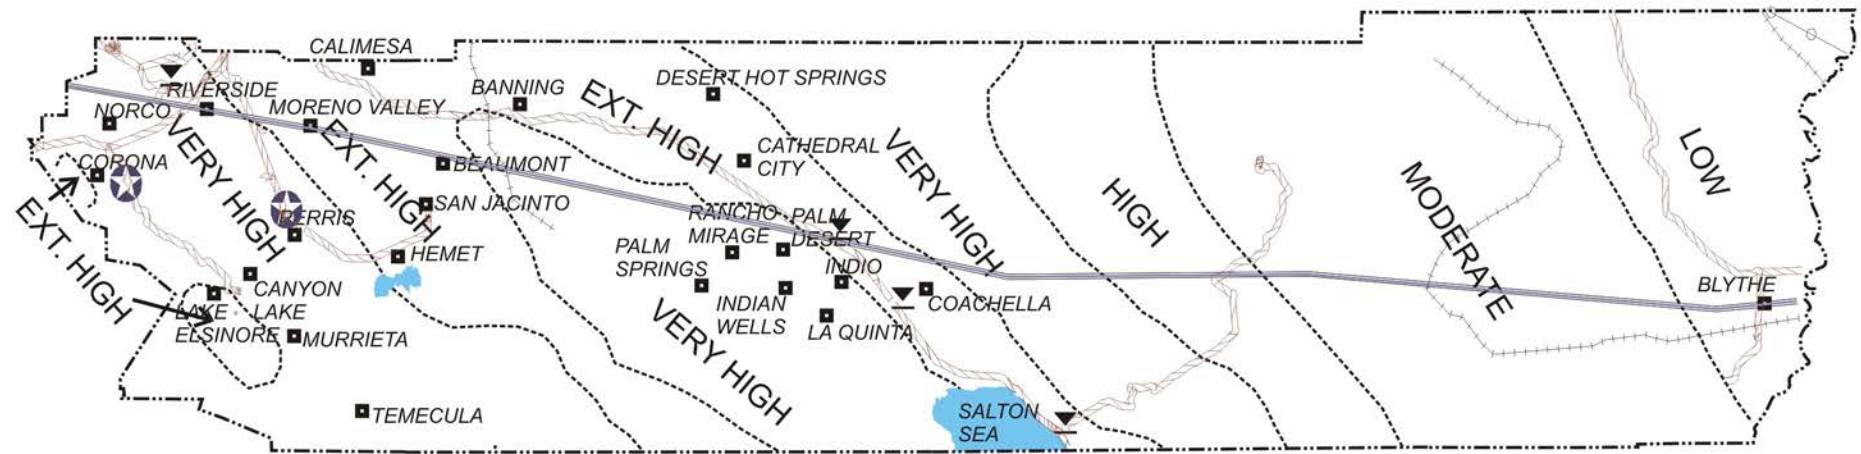 CALIMESA
RIVERSIDE
NORCO
MORENO VALLEY
BANNING
DESERT HOT SPRINGS
CORONA
VERY HIGH
EXT. HIGH
BEAUMONT
EXT. HIGH
CATHEDRAL
CITY
VERY HIGH
HIGH
MODERATE
LOW
EXT. HIGH
PERRIS
SAN JACINTO
HEMET
RANCHO
MIRAGE
PALM
DESERT
PALM
SPRINGS
INDIO
INDIAN
WELLS
COACHELLA
LA QUINTA
BLYTHE
CANYON
LAKE
LAKE
ELSINORE
MURRIETA
VERY HIGH
TEMECULA
SALTON
SEA